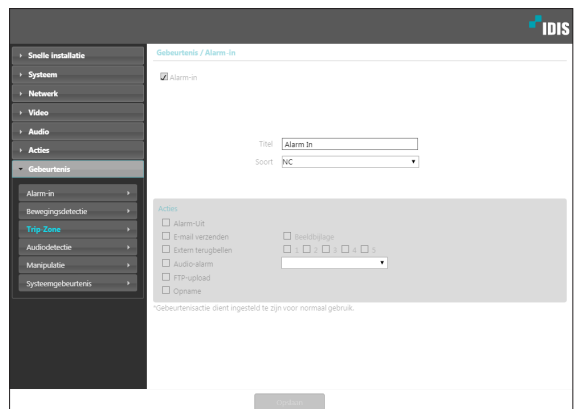 IDIS
Snelle installatie
Systeem
Netwerk
Video
Audio
Acties
Gebeurtenis
Alarm-in
Bewegingsdetectie
Trip Zone
Audiodetectie
Manipulatie
Systeemgebeurtenis
Gebeurtenis / Alarm -in
Alarm-in
Titel Alarm In
Soort NC
Acties
Alarm-Uit
E-mail verzenden Beeldbijlage
Extern terugbellen 1 2 3 4 5
Audio-alarm
FTP-upload
Opname
*Gebeurtenisactie dient ingesteld te zijn voor normaal gebruik.